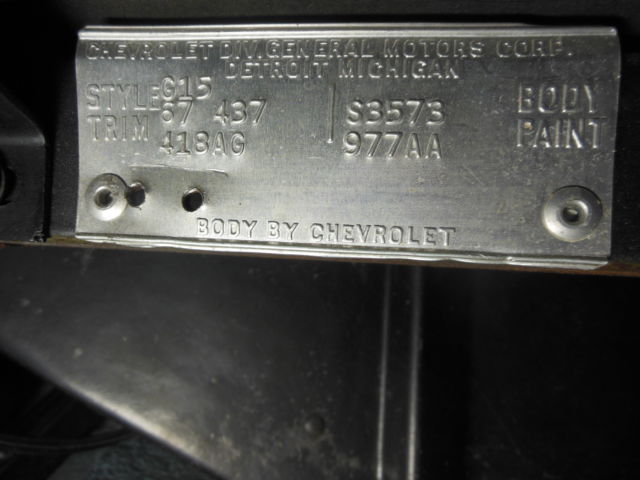 CHEVROLET DIV. GENERAL MOTORS CORP.
DETROIT MICHIGAN
G15
STYLE 67 437 S3573 BODY
TRIM 418AG 977AA PAINT
BODY BY CHEVROLET